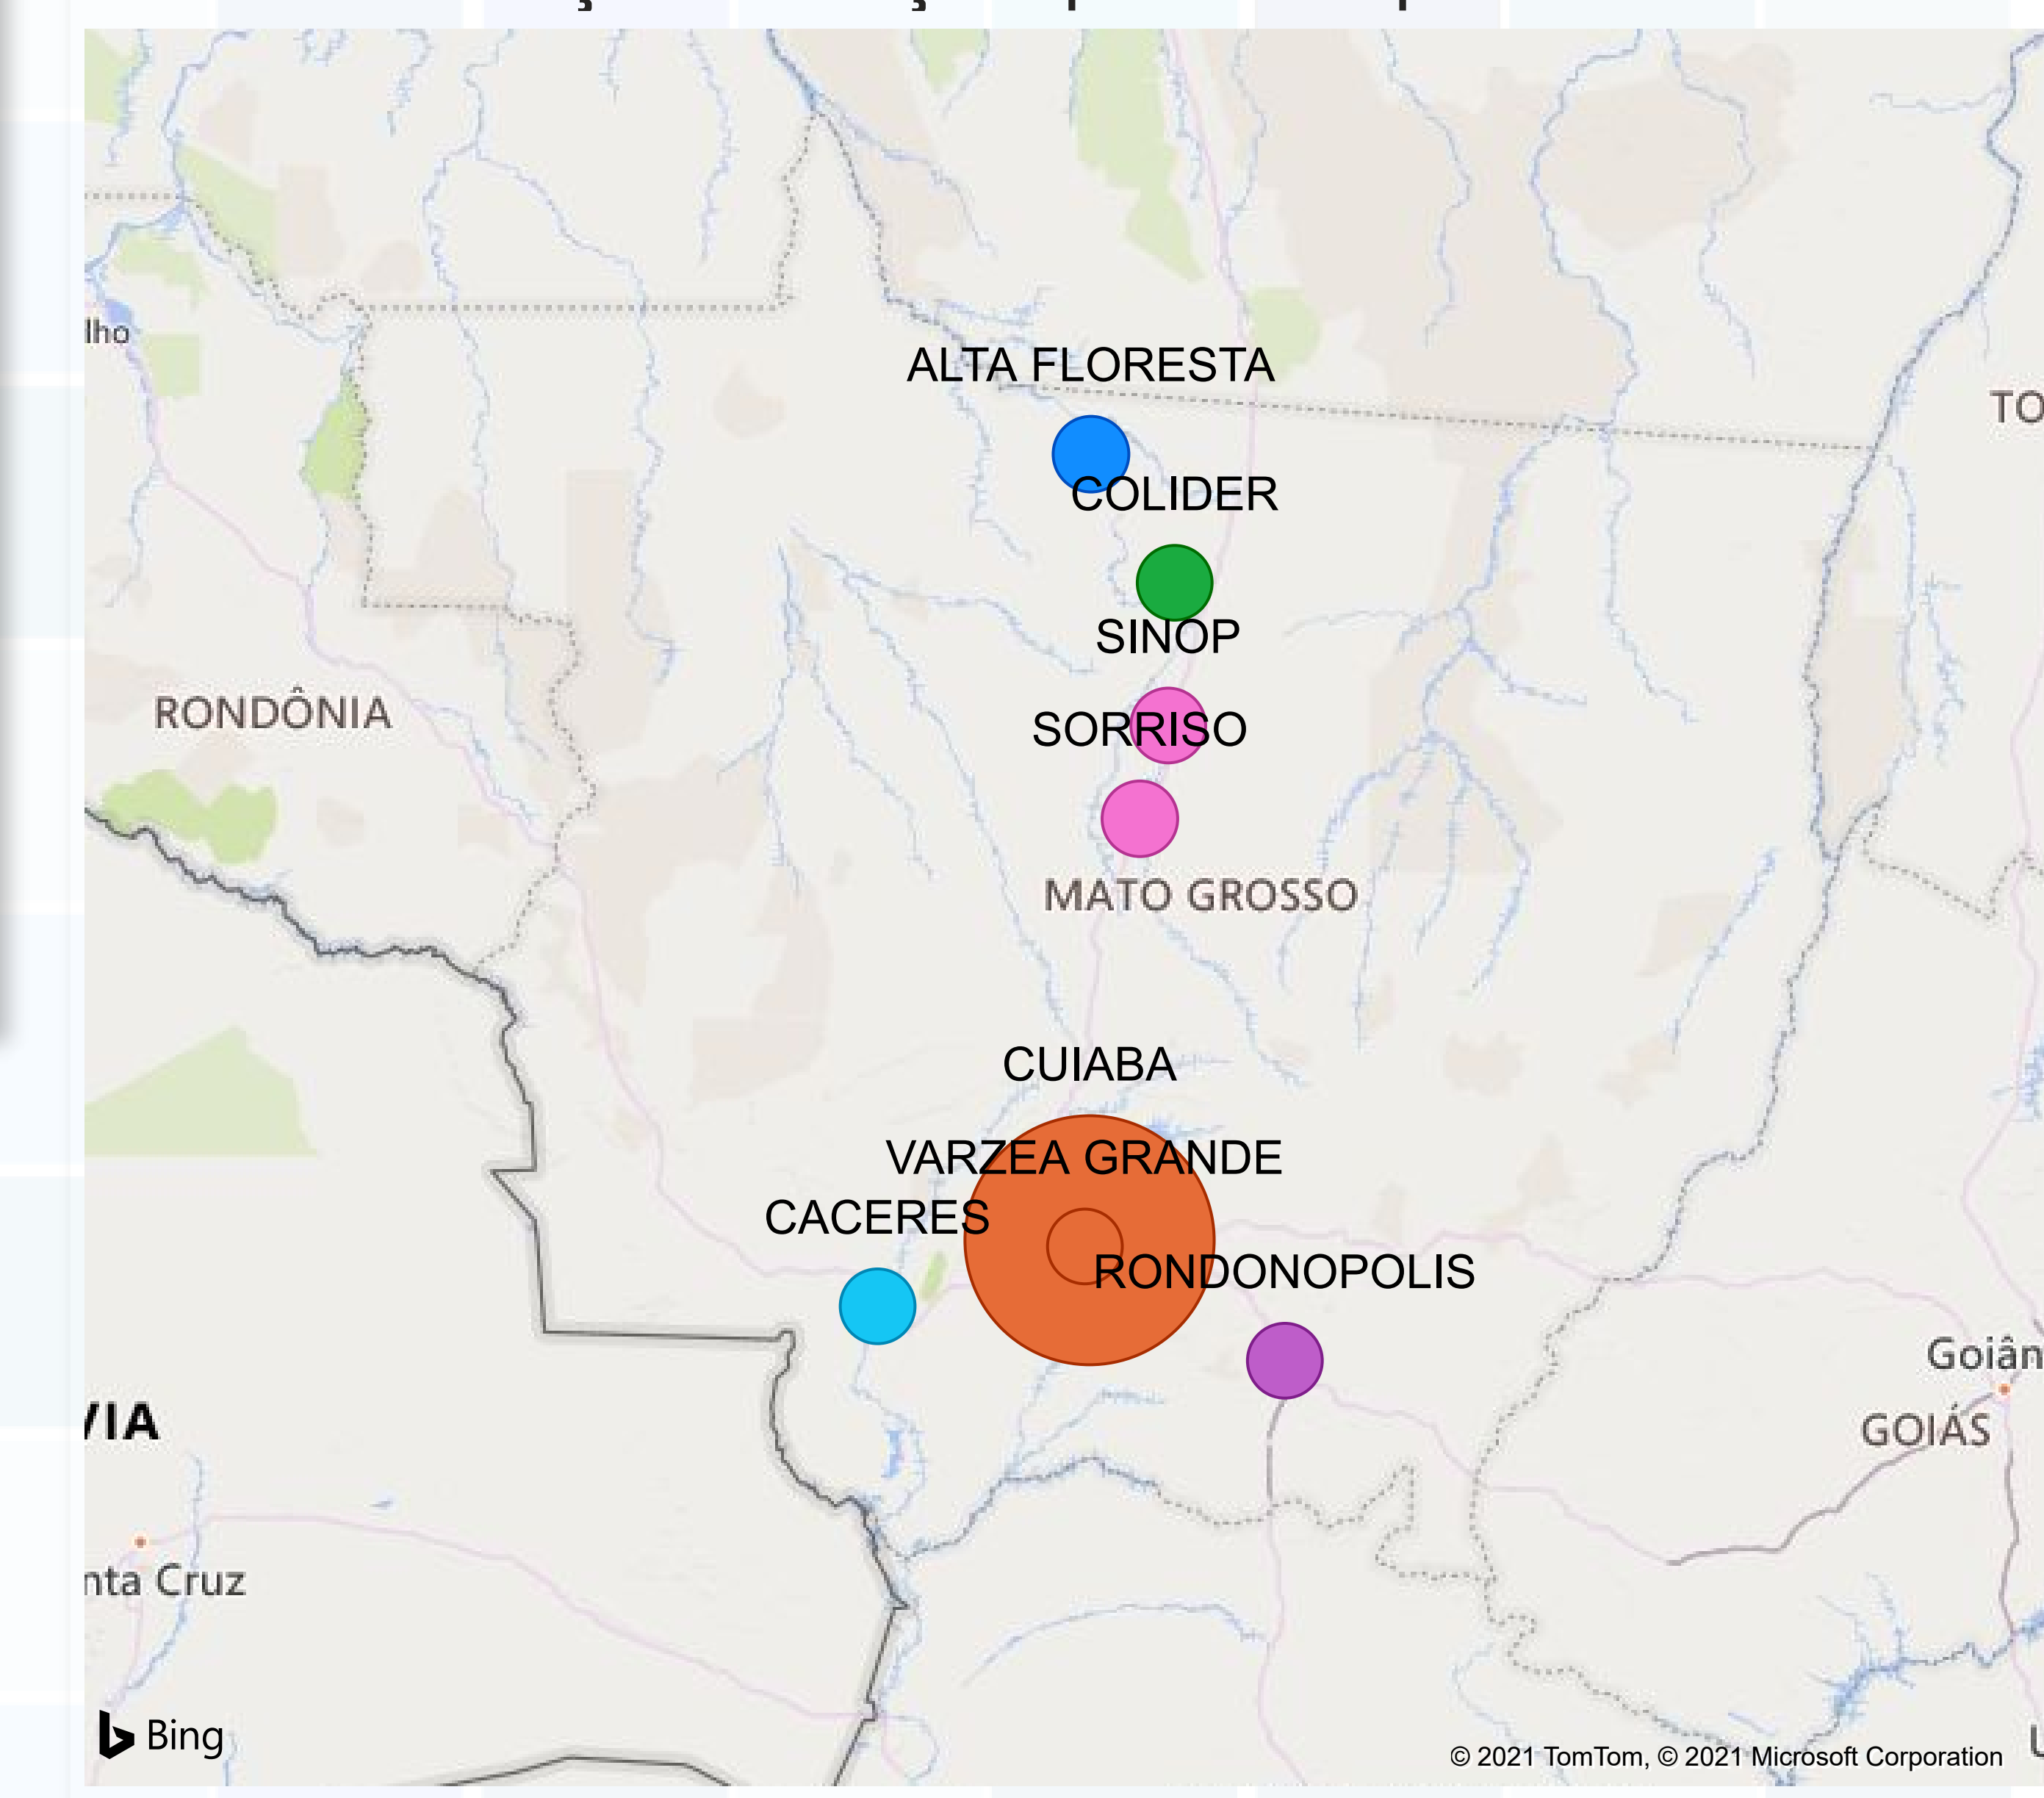 lho
ALTA FLORESTA
TO
COLIDER
SINOP
RONDÔNIA
SORRISO
MATO GROSSO
CUIABA
VARZEA GRANDE
CACERES
RONDONOPOLIS
Goiân
VIA
GOIÁS
nta Cruz
Bing
© 2021 TomTom, © 2021 Microsoft Corporation